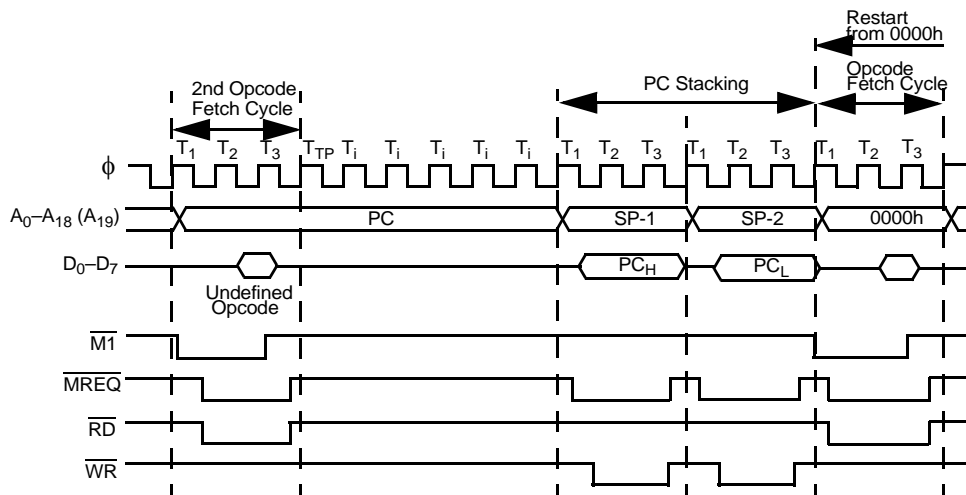 Restart
from 0000h
2nd Opcode
Fetch Cycle
PC Stacking
Opcode
Fetch Cycle
T1 T2 T3 TTP Ti Ti Ti Ti Ti T1 T2 T3 T1 T2 T3 T1 T2 T3
ϕ
A0–A18 (A19) PC SP-1 SP-2 0000h
D0–D7 PCH PCL
Undefined
Opcode
M1
MREQ
RD
WR